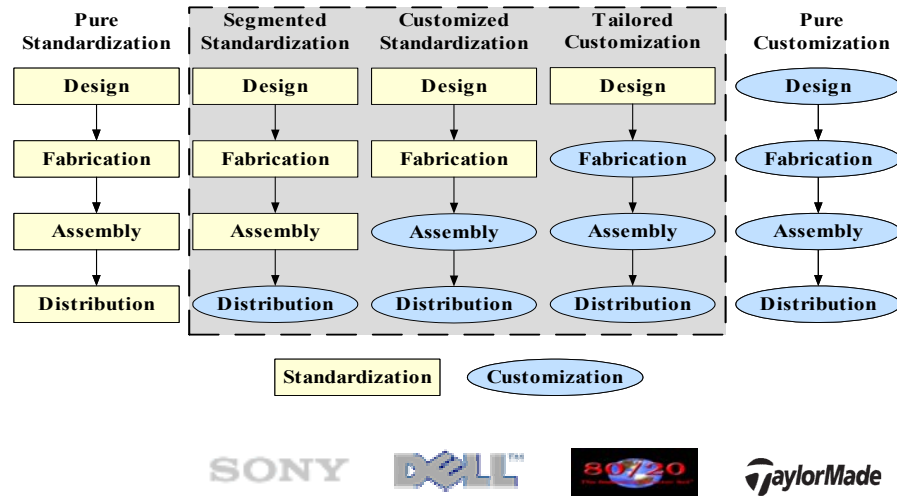 Pure
Standardization
Segmented
Standardization
Customized
Standardization
Tailored
Customization
Pure
Customization
Design
Design
Design
Design
Design
Fabrication
Fabrication
Fabrication
Fabrication
Fabrication
Assembly
Assembly
Assembly
Assembly
Assembly
Distribution
Distribution
Distribution
Distribution
Distribution
Standardization
Customization
SONY
DELL™
80/20
TaylorMade